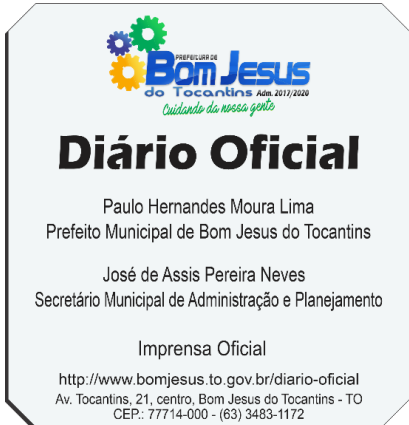 PREFEITURA DE
Bom Jesus
do Tocantins Adm. 2017/2020
Cuidando da nossa gente
Diário Oficial
Paulo Hernandes Moura Lima
Prefeito Municipal de Bom Jesus do Tocantins
José de Assis Pereira Neves
Secretário Municipal de Administração e Planejamento
Imprensa Oficial
http://www.bomjesus.to.gov.br/diario-oficial
Av. Tocantins, 21, centro, Bom Jesus do Tocantins - TO
CEP.: 77714-000 - (63) 3483-1172